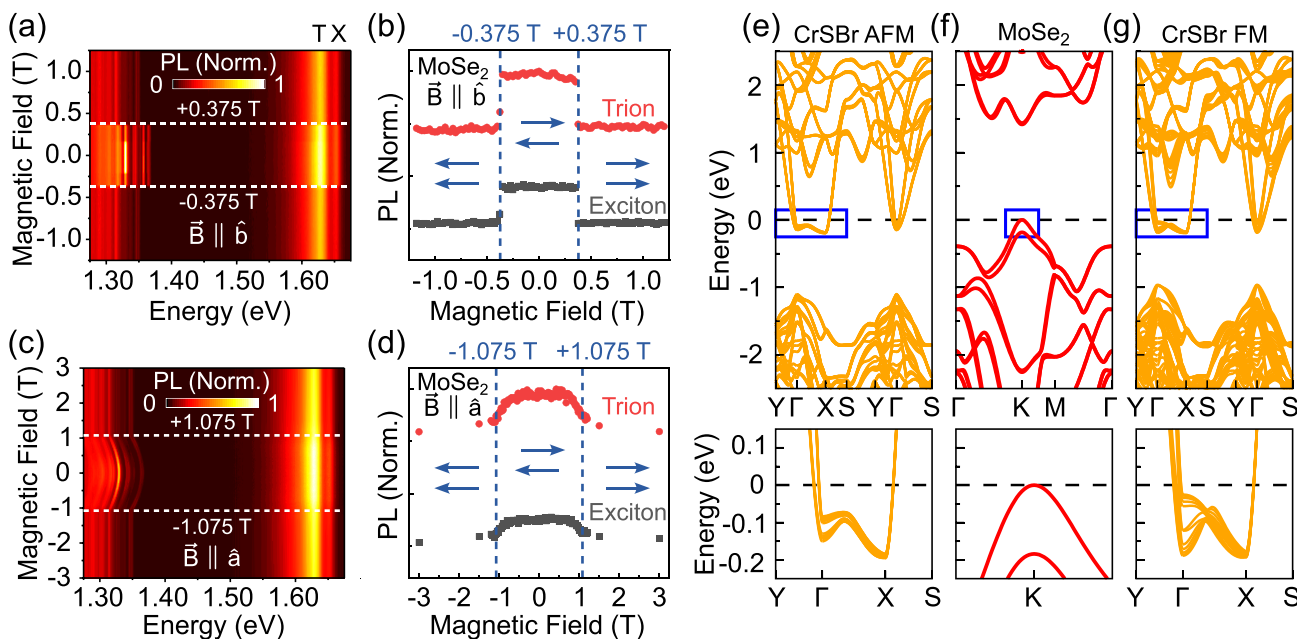 (a)
T X
PL (Norm.)
0 1
+0.375 T
-0.375 T
B⃗ ∥ b̂
Magnetic Field (T)
1.0
0.5
0.0
-0.5
-1.0
1.30 1.40 1.50 1.60
Energy (eV)
(b)
-0.375 T +0.375 T
MoSe₂
B⃗ ∥ b̂
Trion
Exciton
PL (Norm.)
-1.0 -0.5 0.0 0.5 1.0
Magnetic Field (T)
(c)
PL (Norm.)
0 1
+1.075 T
-1.075 T
B⃗ ∥ â
Magnetic Field (T)
3
2
1
0
-1
-2
-3
1.30 1.40 1.50 1.60
Energy (eV)
(d)
-1.075 T +1.075 T
MoSe₂
B⃗ ∥ â
Trion
Exciton
PL (Norm.)
-3 -2 -1 0 1 2 3
Magnetic Field (T)
(e) (f) (g)
CrSBr AFM MoSe₂ CrSBr FM
Energy (eV)
2
1
0
-1
-2
Y Γ X S Y Γ S
Γ K M Γ
Y Γ X S Y Γ S
Energy (eV)
0.1
0
-0.1
-0.2
Y Γ X S
K
Y Γ X S